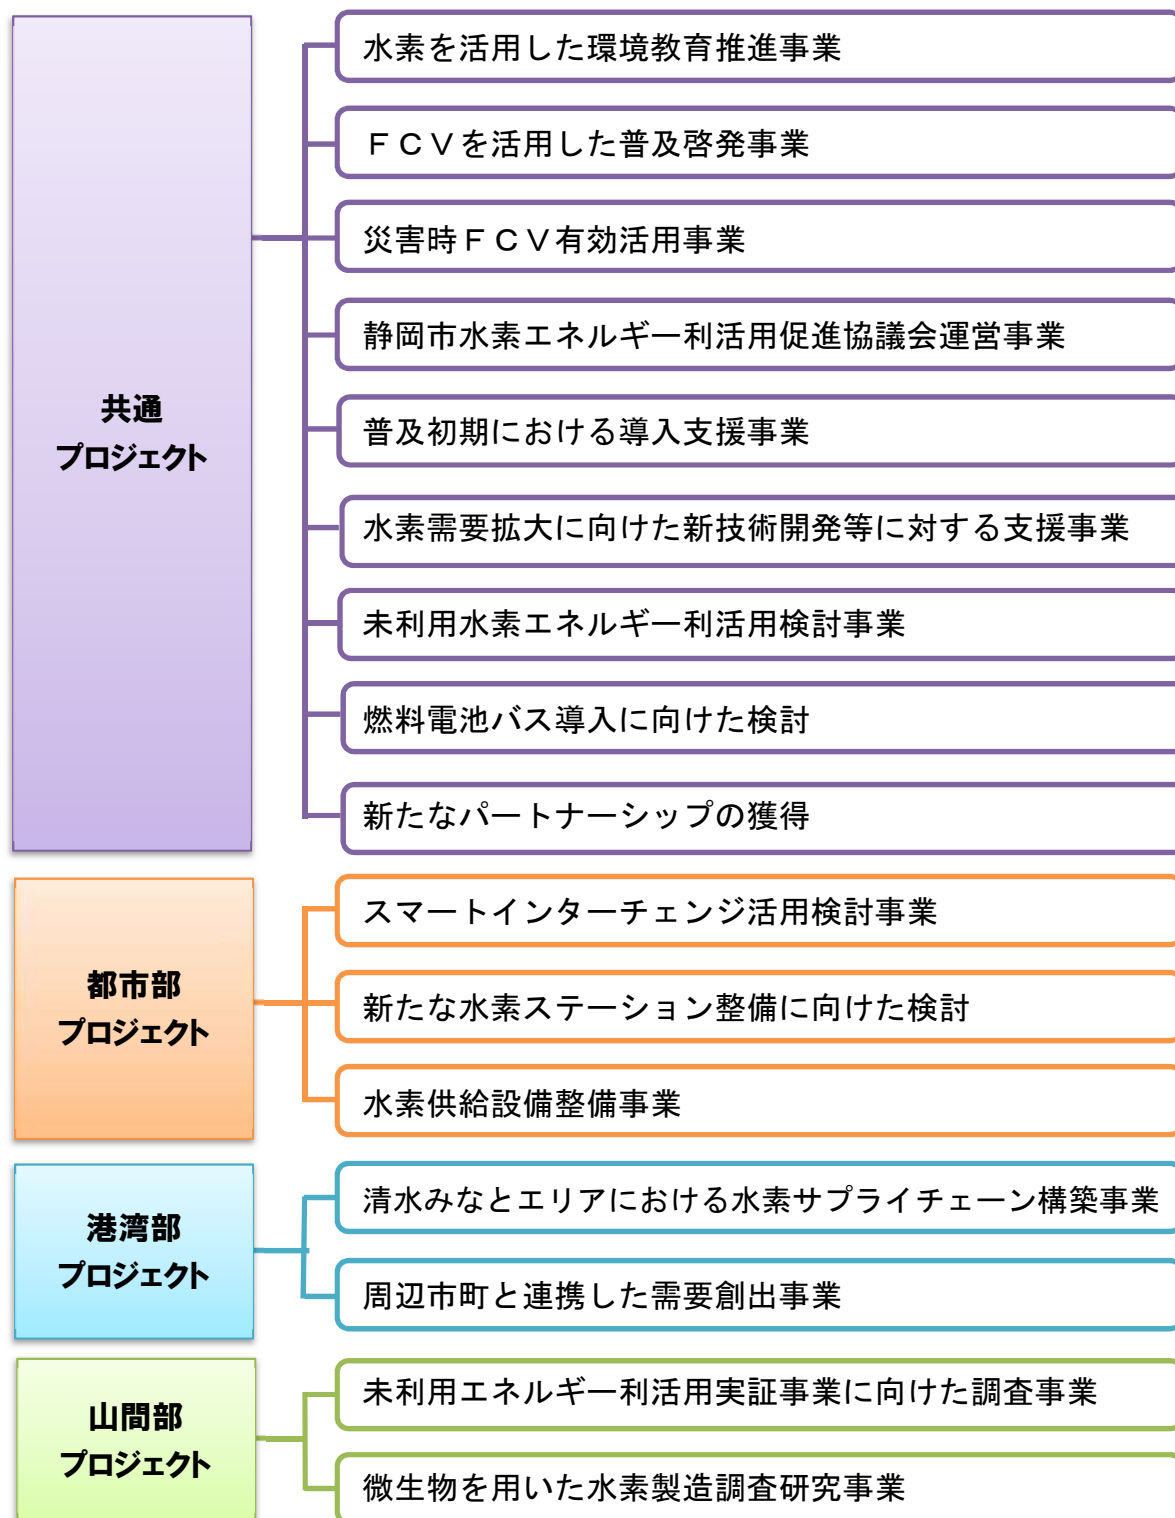 共通
プロジェクト
水素を活用した環境教育推進事業
ＦＣＶを活用した普及啓発事業
災害時ＦＣＶ有効活用事業
静岡市水素エネルギー利活用促進協議会運営事業
普及初期における導入支援事業
水素需要拡大に向けた新技術開発等に対する支援事業
未利用水素エネルギー利活用検討事業
燃料電池バス導入に向けた検討
新たなパートナーシップの獲得
都市部
プロジェクト
スマートインターチェンジ活用検討事業
新たな水素ステーション整備に向けた検討
水素供給設備整備事業
港湾部
プロジェクト
清水みなとエリアにおける水素サプライチェーン構築事業
周辺市町と連携した需要創出事業
山間部
プロジェクト
未利用エネルギー利活用実証事業に向けた調査事業
微生物を用いた水素製造調査研究事業